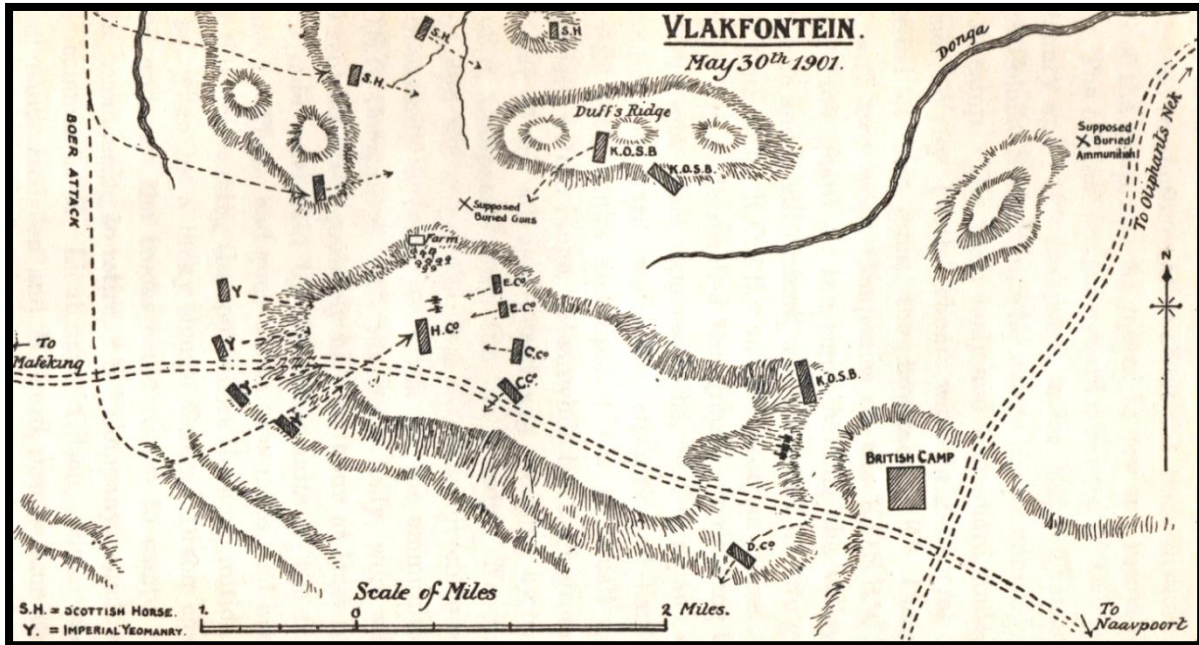 VLAKFONTEIN.
May 30th 1901.
S.H.
S.H
S.H.
Donga
Duff's Ridge
K.O.S.B
K.O.S.B.
Supposed
Buried
Ammunition
To Oliphants Nek
BOER ATTACK
Supposed
Buried Guns
Farm
N
Y
E.Co
E.Co
H.Co
C.Co
C.Co
To
Mafeking
Y
Y
Y
K.O.S.B.
BRITISH CAMP
D.Co
Scale of Miles
S.H. = SCOTTISH HORSE.
Y. = IMPERIAL YEOMANRY.
1.
0
2 Miles.
To
Naavpoort